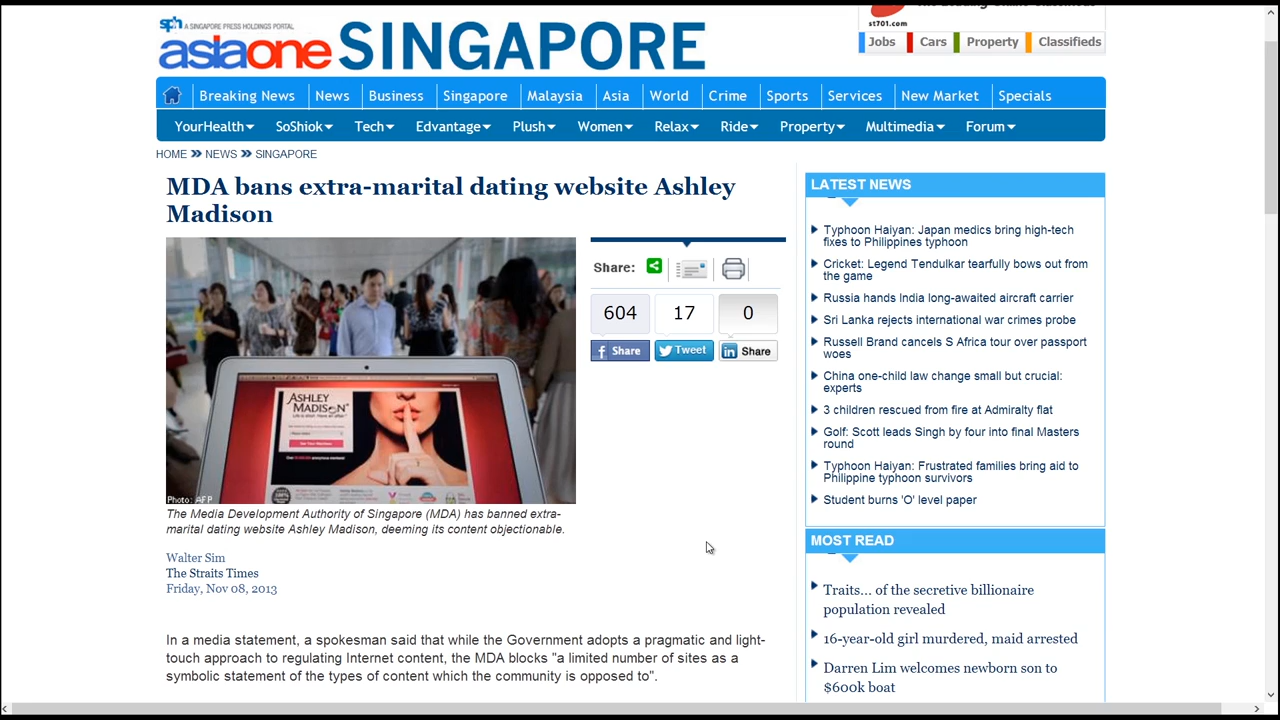 sph A SINGAPORE PRESS HOLDINGS PORTAL
asiaone SINGAPORE
st701.com
Jobs Cars Property Classifieds
Breaking News News Business Singapore Malaysia Asia World Crime Sports Services New Market Specials
YourHealth SoShiok Tech Edvantage Plush Women Relax Ride Property Multimedia Forum
HOME NEWS SINGAPORE
MDA bans extra-marital dating website Ashley
Madison
Share:
604 17 0
f Share Tweet in Share
ASHLEY
MADISON
Photo: AFP
The Media Development Authority of Singapore (MDA) has banned extra-
marital dating website Ashley Madison, deeming its content objectionable.
Walter Sim
The Straits Times
Friday, Nov 08, 2013
In a media statement, a spokesman said that while the Government adopts a pragmatic and light-
touch approach to regulating Internet content, the MDA blocks "a limited number of sites as a
symbolic statement of the types of content which the community is opposed to".
LATEST NEWS
Typhoon Haiyan: Japan medics bring high-tech
fixes to Philippines typhoon
Cricket: Legend Tendulkar tearfully bows out from
the game
Russia hands India long-awaited aircraft carrier
Sri Lanka rejects international war crimes probe
Russell Brand cancels S Africa tour over passport
woes
China one-child law change small but crucial:
experts
3 children rescued from fire at Admiralty flat
Golf: Scott leads Singh by four into final Masters
round
Typhoon Haiyan: Frustrated families bring aid to
Philippine typhoon survivors
Student burns 'O' level paper
MOST READ
Traits... of the secretive billionaire
population revealed
16-year-old girl murdered, maid arrested
Darren Lim welcomes newborn son to
$600k boat